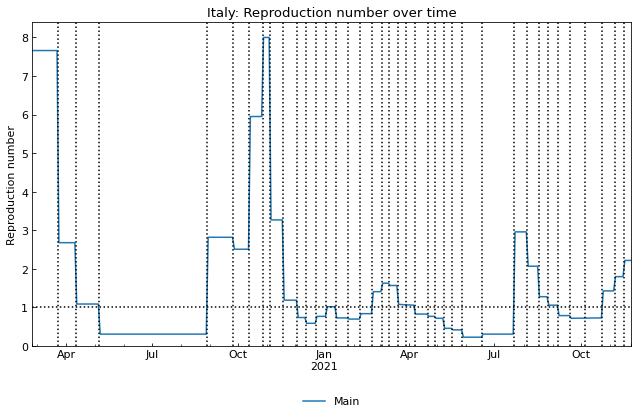 Italy: Reproduction number over time
Reproduction number
8
7
6
5
4
3
2
1
0
Apr
Jul
Oct
Jan
2021
Apr
Jul
Oct
Main